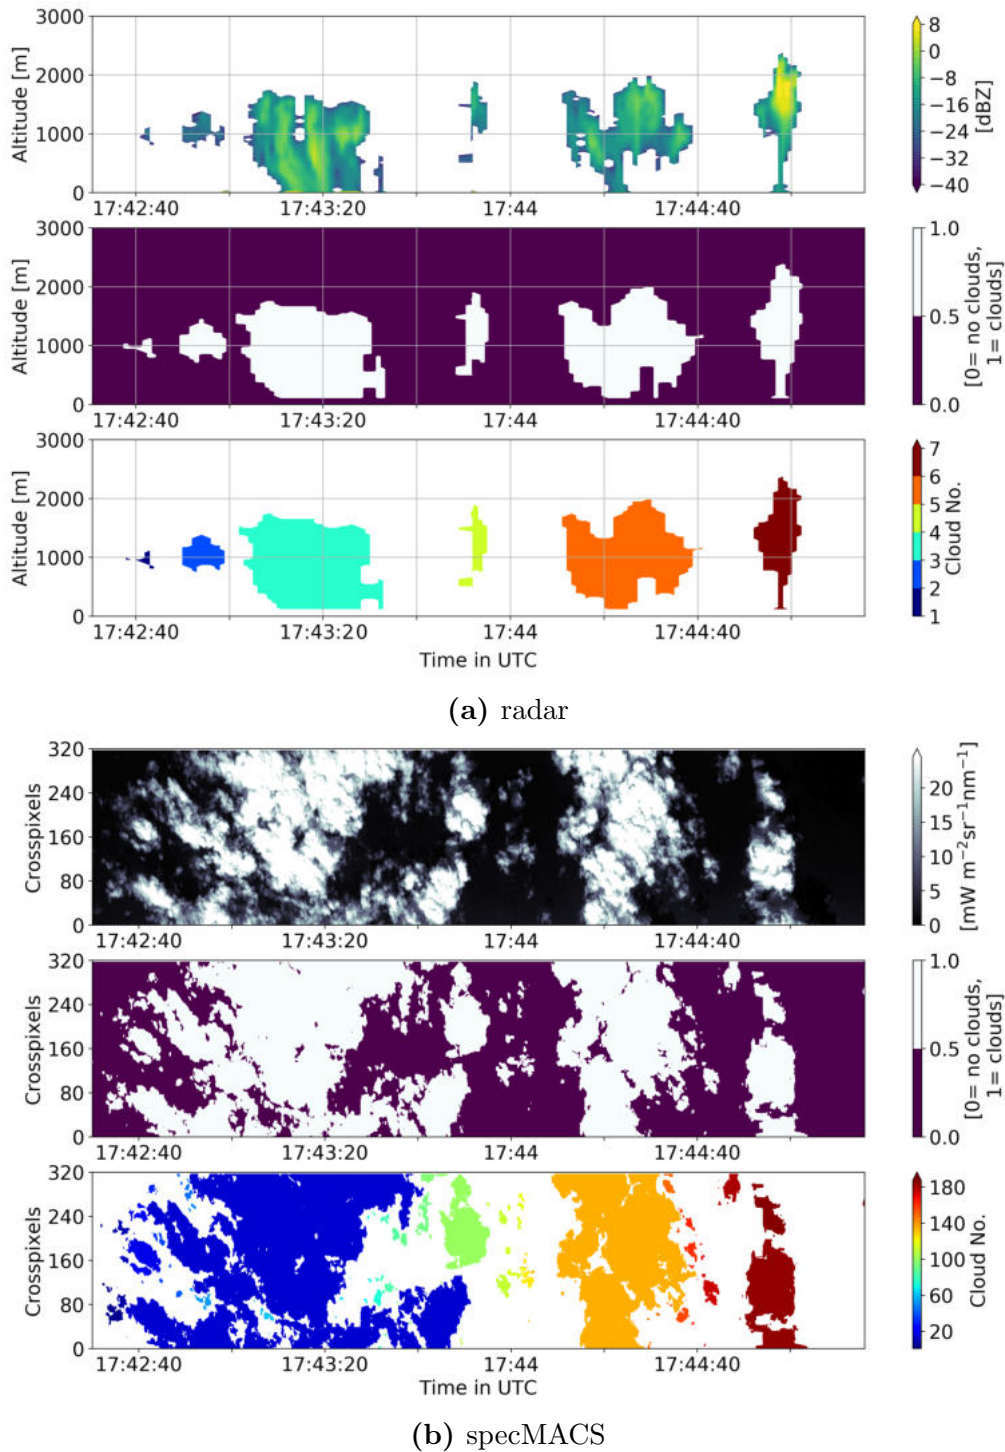 3000
2000
1000
0
Altitude [m]
17:42:40 17:43:20 17:44 17:44:40
8
0
−8
−16
−24
−32
−40
[dBZ]
3000
2000
1000
0
Altitude [m]
17:42:40 17:43:20 17:44 17:44:40
1.0
0.5
0.0
[0= no clouds,
1= clouds]
3000
2000
1000
0
Altitude [m]
17:42:40 17:43:20 17:44 17:44:40
Time in UTC
7
6
5
4
3
2
1
Cloud No.
(a) radar
320
240
160
80
0
Crosspixels
17:42:40 17:43:20 17:44 17:44:40
20
15
10
5
0
[mW m−2sr−1nm−1]
320
240
160
80
0
Crosspixels
17:42:40 17:43:20 17:44 17:44:40
1.0
0.5
0.0
[0= no clouds,
1= clouds]
320
240
160
80
0
Crosspixels
17:42:40 17:43:20 17:44 17:44:40
Time in UTC
180
140
100
60
20
Cloud No.
(b) specMACS